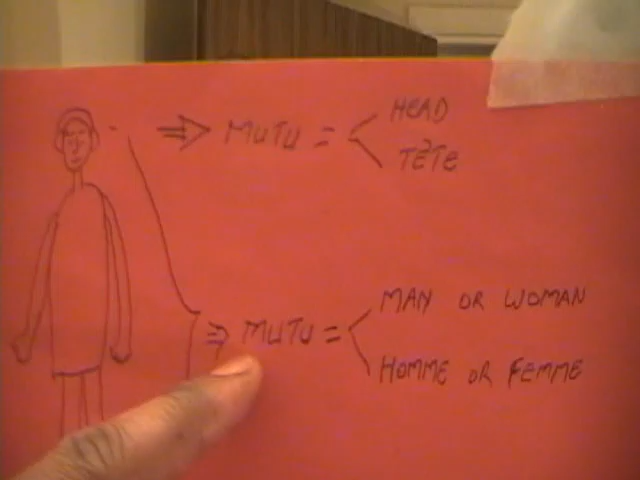 HEAD
⇒ MUTU =
TÊTE
MAN OR WOMAN
⇒ MUTU =
HOMME OR FEMME